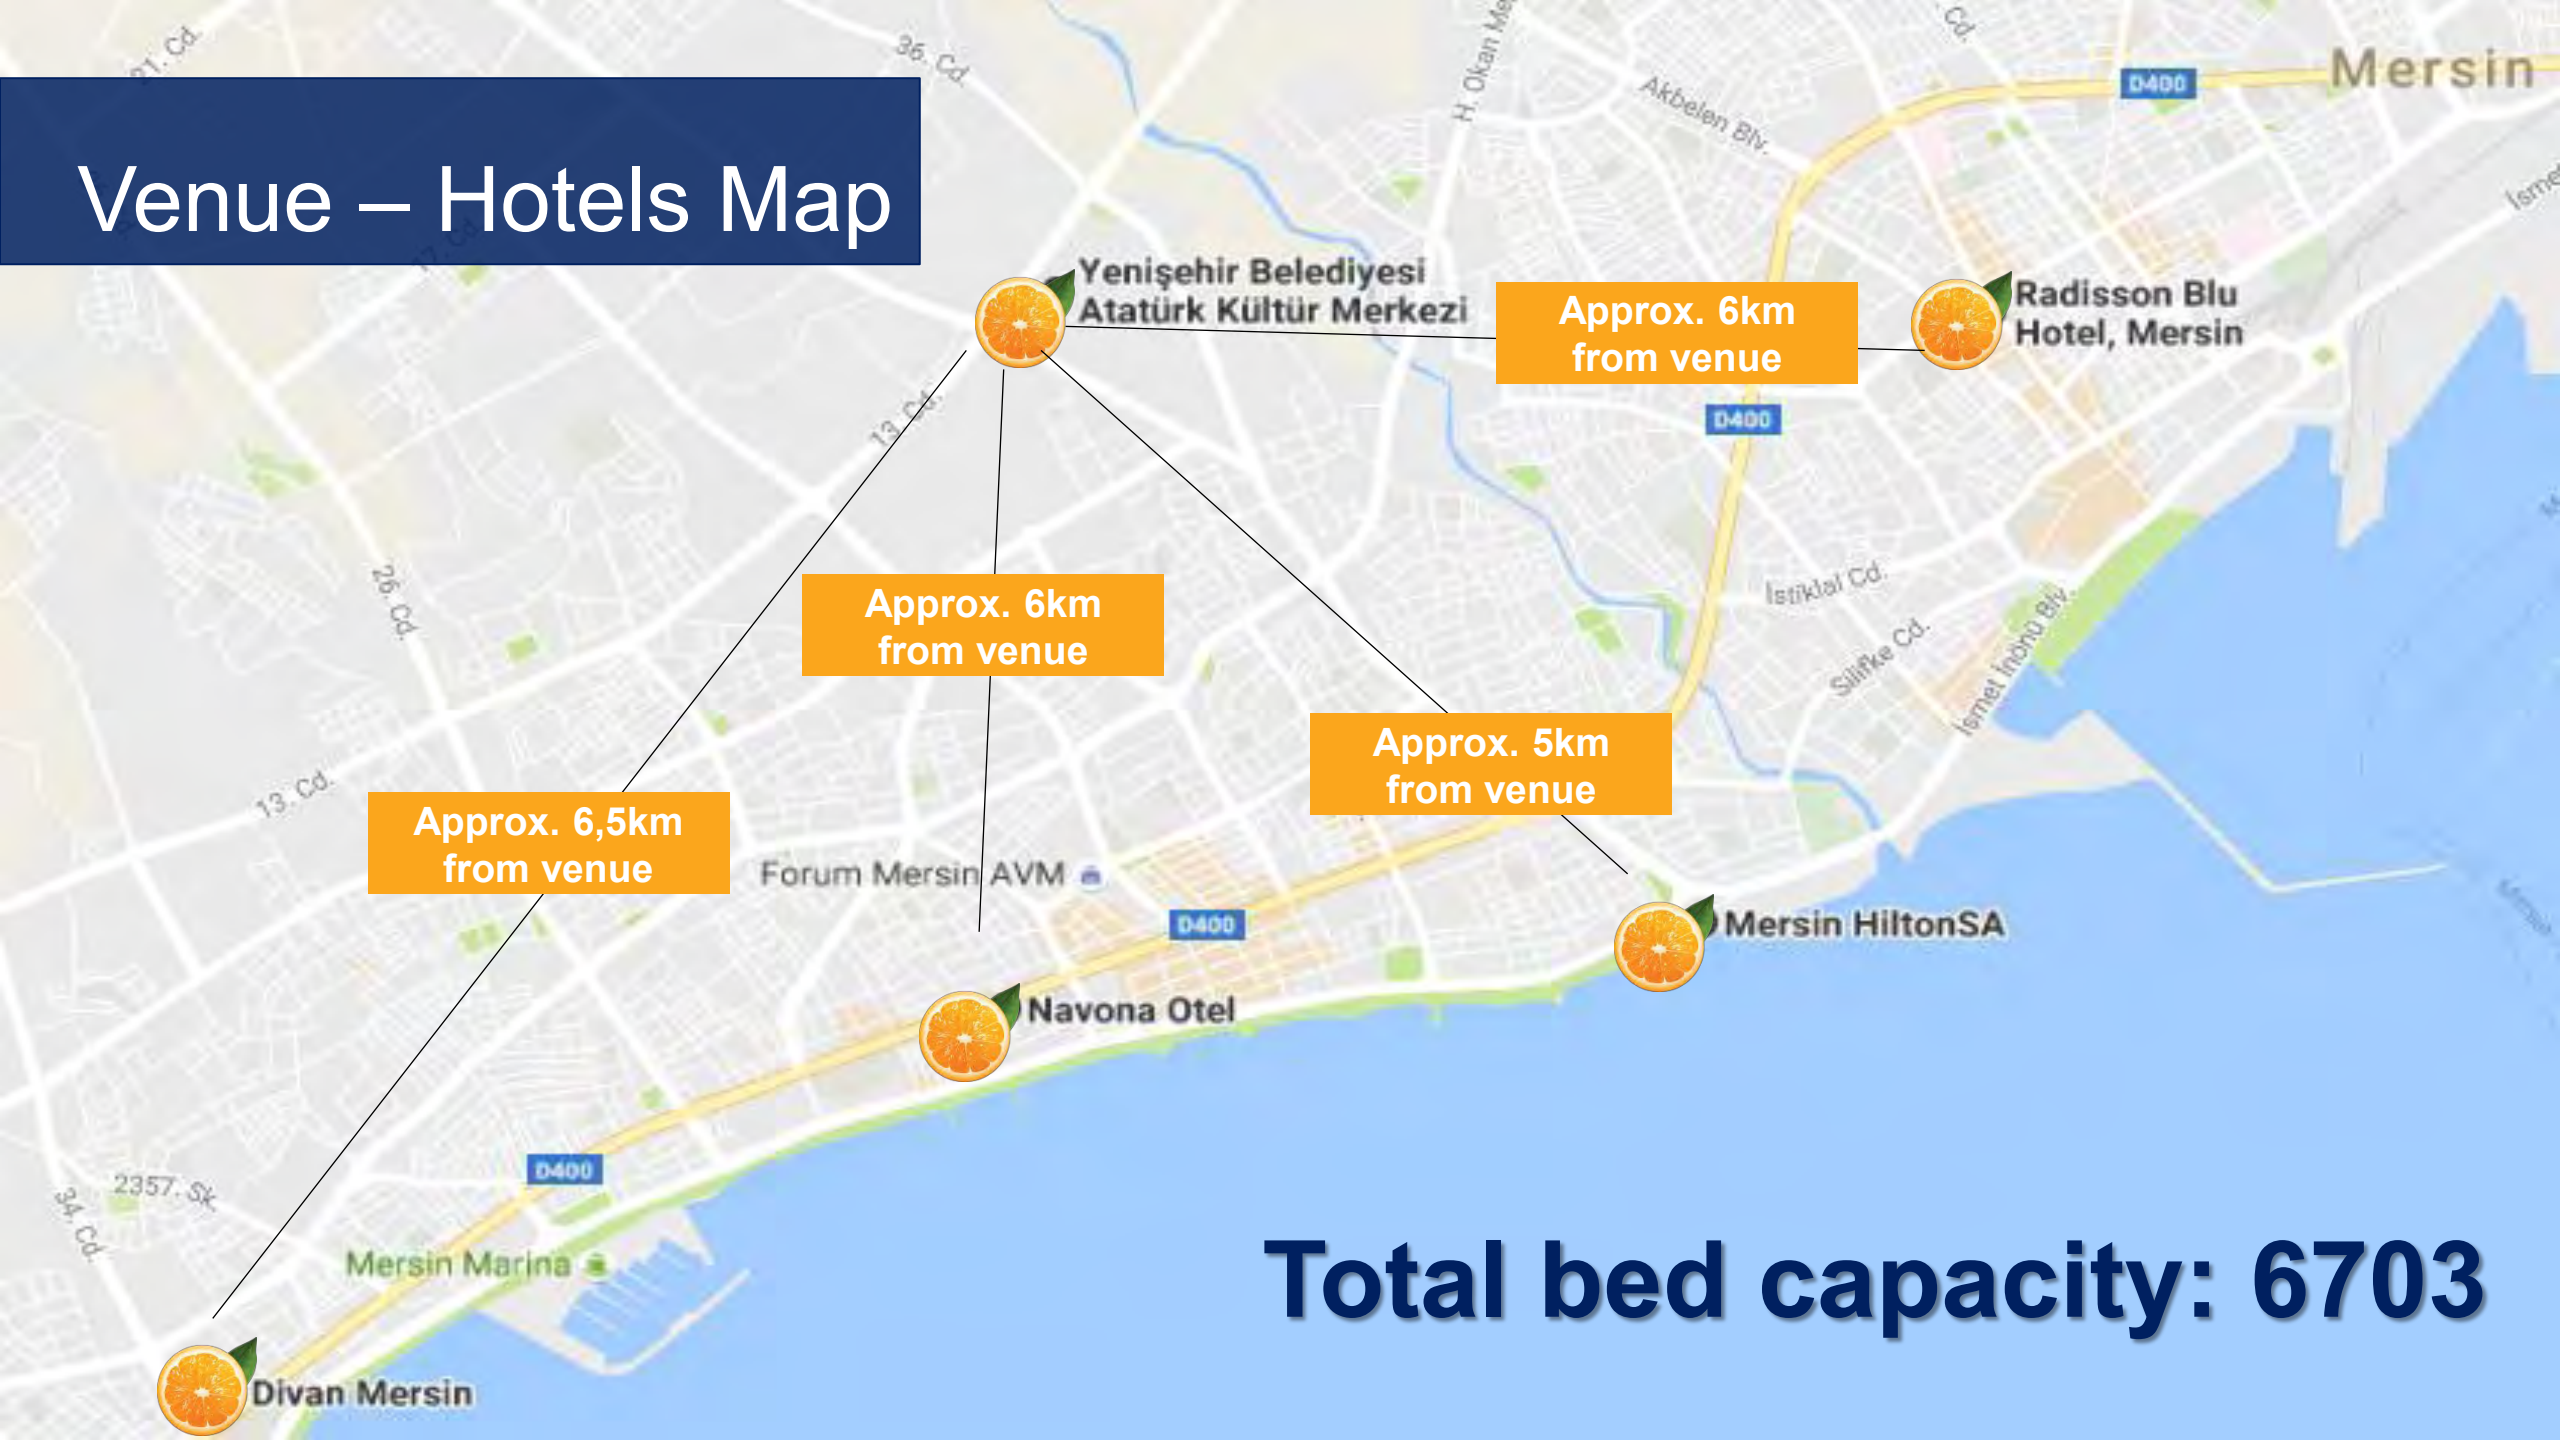 21. Cd.
36. Cd.
Cd.
Mersin
D400
Akbelen Blv.
Venue – Hotels Map
17. Cd.
Yenişehir Belediyesi
Atatürk Kültür Merkezi
Approx. 6km
from venue
Radisson Blu
Hotel, Mersin
13. Cd.
D400
26. Cd.
Approx. 6km
from venue
İstiklal Cd.
Silifke Cd.
İsmet İnönü Blv.
Approx. 5km
from venue
13. Cd.
Approx. 6,5km
from venue
Forum Mersin AVM
D400
Mersin HiltonSA
Navona Otel
D400
2357. Sk.
34. Cd.
Mersin Marina
Total bed capacity: 6703
Divan Mersin